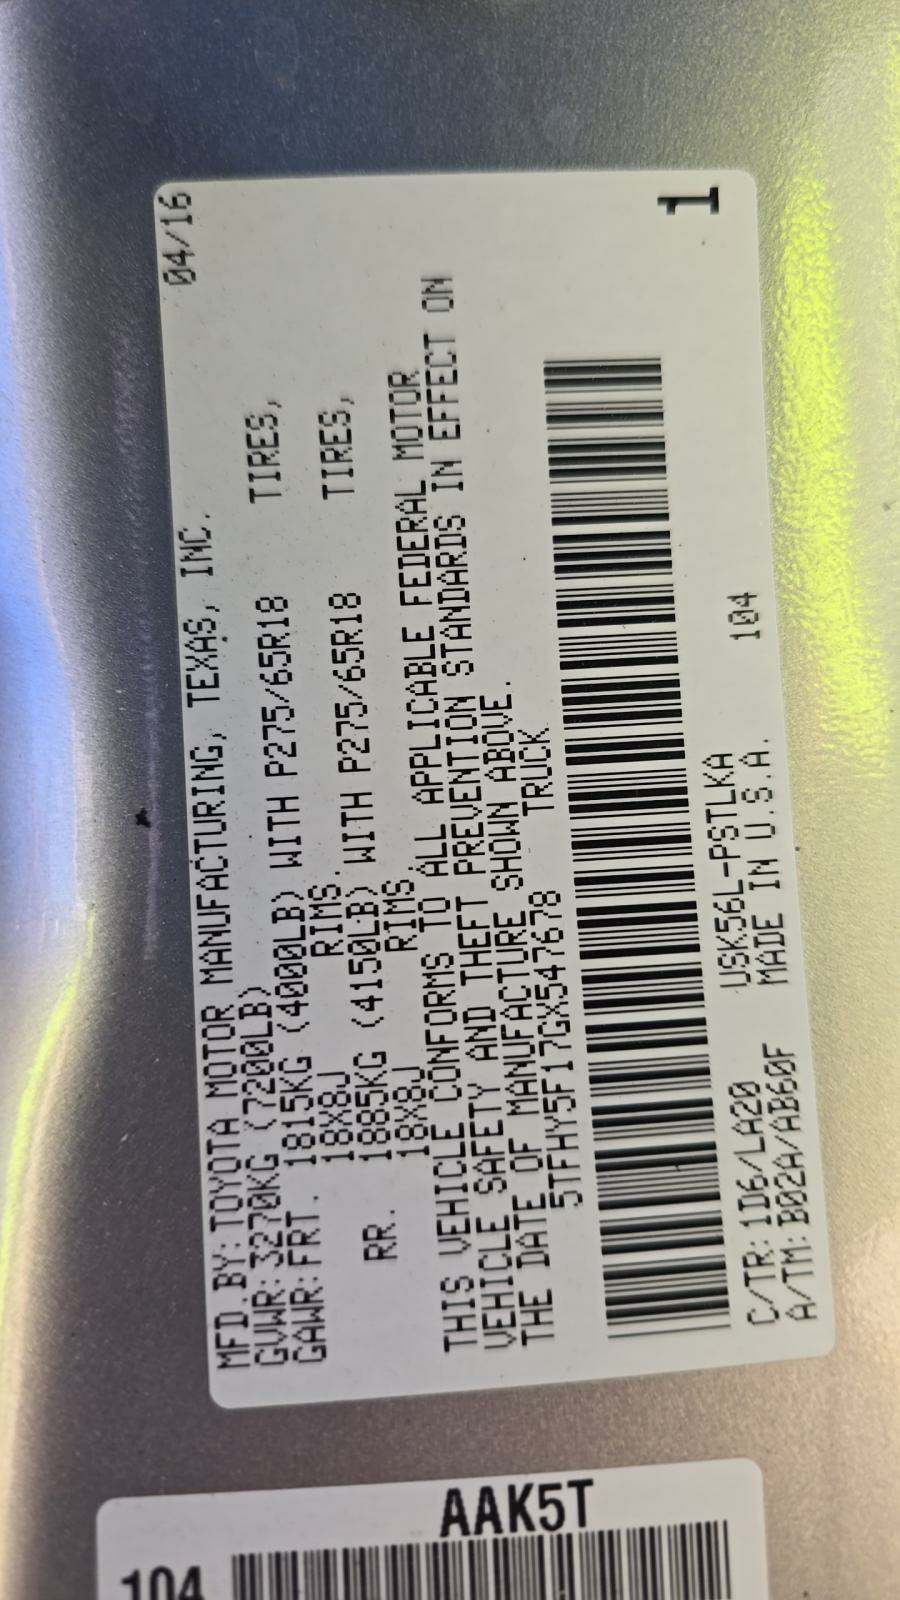 04/16
MFD.BY:TOYOTA MOTOR MANUFACTURING, TEXAS, INC.
GVWR:3270KG (7200LB)
GAWR:FRT. 1815KG (4000LB) WITH P275/65R18 TIRES,
18X8J RIMS.
RR. 1885KG (4150LB) WITH P275/65R18 TIRES,
18X8J RIMS.
THIS VEHICLE CONFORMS TO ALL APPLICABLE FEDERAL MOTOR
VEHICLE SAFETY AND THEFT PREVENTION STANDARDS IN EFFECT ON
THE DATE OF MANUFACTURE SHOWN ABOVE.
5TFHY5F17GX547678 TRUCK
C/TR:1D6/LA20 USK56L-PSTLKA 104
A/TM:B02A/AB60F MADE IN U.S.A.
1
AAK5T
104